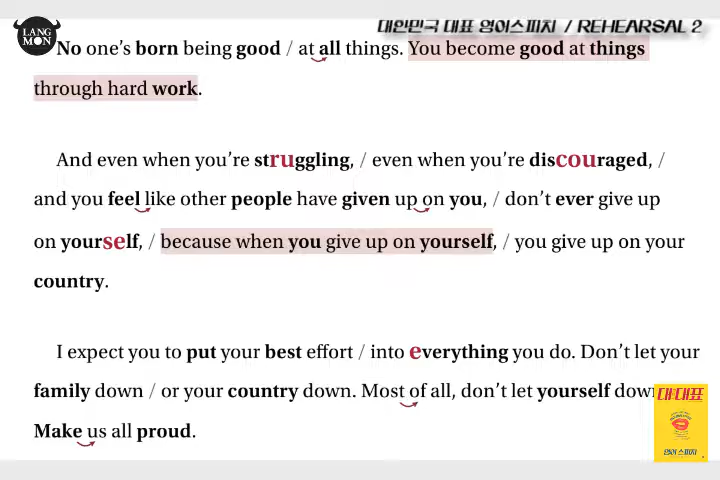 LANG
MON
대한민국 대표 영어스피치 / REHEARSAL 2
No one’s born being good / at all things. You become good at things
through hard work.
And even when you’re struggling, / even when you’re discouraged, /
and you feel like other people have given up on you, / don’t ever give up
on yourself, / because when you give up on yourself, / you give up on your
country.
I expect you to put your best effort / into everything you do. Don’t let your
family down / or your country down. Most of all, don’t let yourself down
Make us all proud.
대대표
영어 스피치